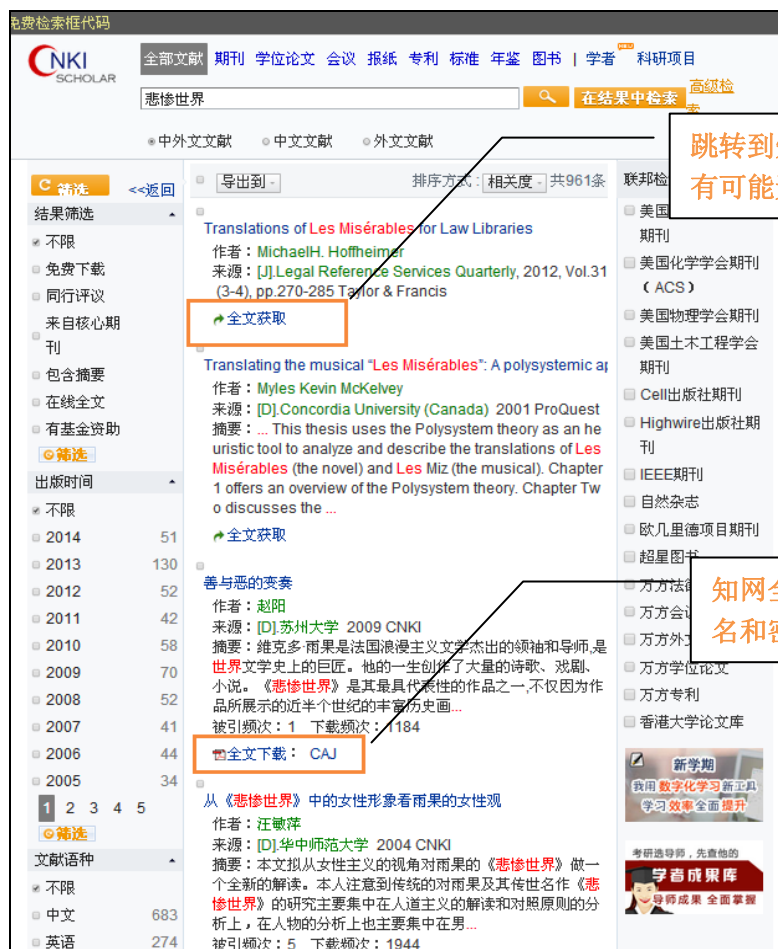 免费检索框代码
CNKI
SCHOLAR
全部文献 期刊 学位论文 会议 报纸 专利 标准 年鉴 图书 | 学者 科研项目
悲惨世界
在结果中检索
高级检
索
中外文文献 中文文献 外文文献
跳转到
有可能
筛选 <<返回
结果筛选
不限
免费下载
同行评议
来自核心期
刊
包含摘要
在线全文
有基金资助
筛选
出版时间
不限
2014 51
2013 130
2012 52
2011 42
2010 58
2009 70
2008 52
2007 41
2006 44
2005 34
1 2 3 4 5
筛选
文献语种
不限
中文 683
英语 274
导出到 排序方式：相关度 共961条
Translations of Les Misérables for Law Libraries
作者：MichaelH. Hoffheimer
来源：[J].Legal Reference Services Quarterly, 2012, Vol.31
(3-4), pp.270-285 Taylor & Francis
全文获取
Translating the musical “Les Misérables”: A polysystemic ap
作者：Myles Kevin McKelvey
来源：[D].Concordia University (Canada) 2001 ProQuest
摘要：... This thesis uses the Polysystem theory as an he
uristic tool to analyze and describe the translations of Les
Misérables (the novel) and Les Miz (the musical). Chapter
1 offers an overview of the Polysystem theory. Chapter Tw
o discusses the ...
全文获取
善与恶的变奏
作者：赵阳
来源：[D].苏州大学 2009 CNKI
摘要：维克多·雨果是法国浪漫主义文学杰出的领袖和导师,是
世界文学史上的巨匠。他的一生创作了大量的诗歌、戏剧、
小说。《悲惨世界》是其最具代表性的作品之一,不仅因为作
品所展示的近半个世纪的丰富历史画...
被引频次：1 下载频次：1184
全文下载： CAJ
从《悲惨世界》中的女性形象看雨果的女性观
作者：汪敏萍
来源：[D].华中师范大学 2004 CNKI
摘要：本文拟从女性主义的视角对雨果的《悲惨世界》做一
个全新的解读。本人注意到传统的对雨果及其传世名作《悲
惨世界》的研究主要集中在人道主义的解读和对照原则的分
析上，在人物的分析上也主要集中在男...
被引频次：5 下载频次：1944
联邦检
美国
期刊
美国化学学会期刊
（ACS）
美国物理学会期刊
美国土木工程学会
期刊
Cell出版社期刊
Highwire出版社期
刊
IEEE期刊
自然杂志
欧几里德项目期刊
超星图书
万方法
万方会
万方外
万方学位论文
万方专利
香港大学论文库
知网全
名和密
新学期
我用 数字化学习 新工具
学习 效率 全面 提升
考研选导师，先查他的
学者成果库
导师成果 全面掌握